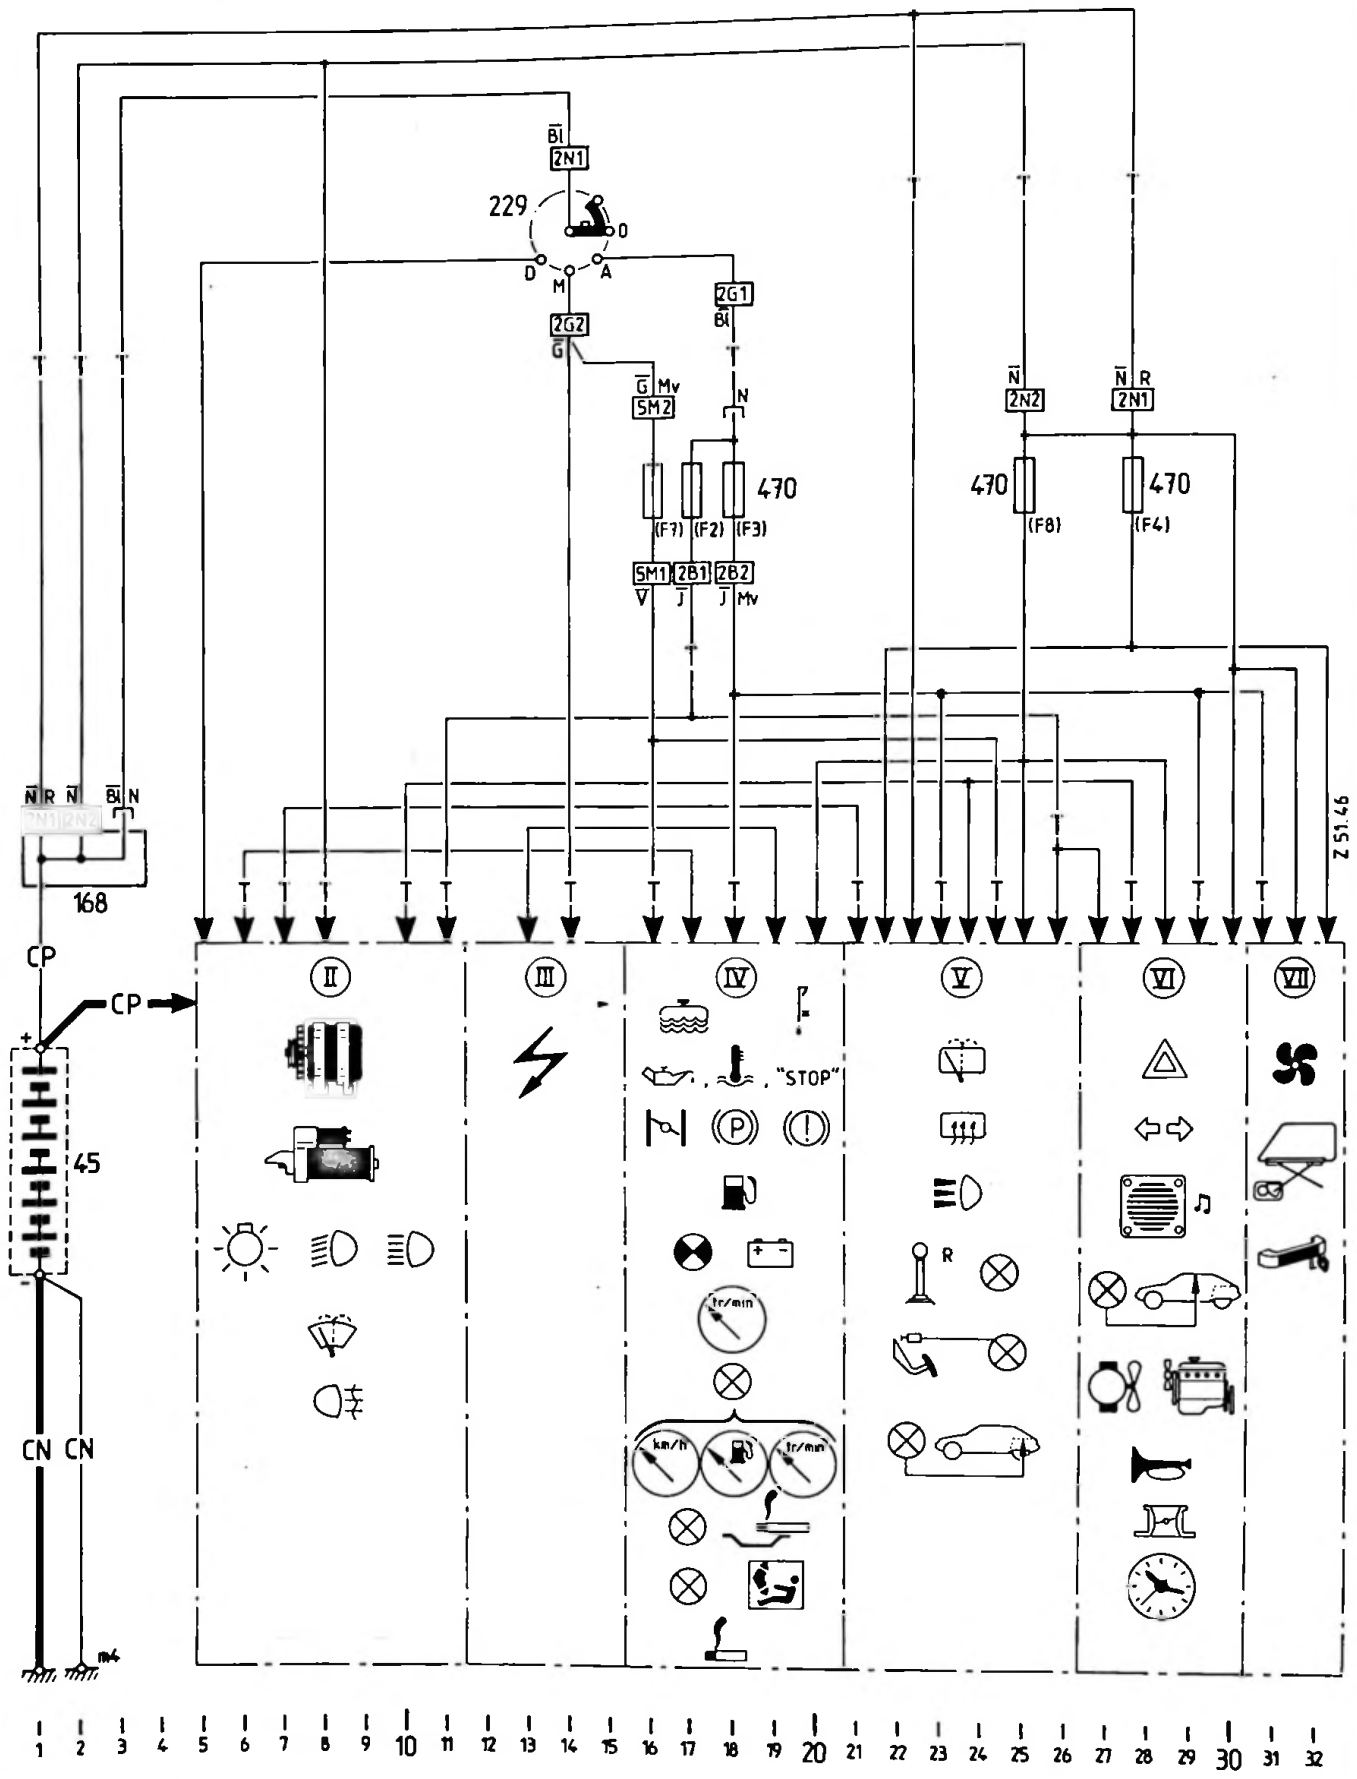 B̅l
2N1
229
O
D
M
A
2G2
G̅
2G1
B̅l
G̅ Mv
5M2
N
N̅
2N2
N̅ R
2N1
470
470
470
(F7)
(F2)
(F3)
(F8)
(F4)
5M1
2B1
2B2
V̅
J̅
J̅ Mv
N̅ R
N̅
B̅l N
2N1
2N2
168
Z 51.46
CP
CP
II
III
IV
V
VI
VII
+
45
-
"STOP"
P
!
+ -
R
tr/min
km/h
tr/min
CN
CN
m4
1 2 3 4 5 6 7 8 9 10 11 12 13 14 15 16 17 18 19 20 21 22 23 24 25 26 27 28 29 30 31 32